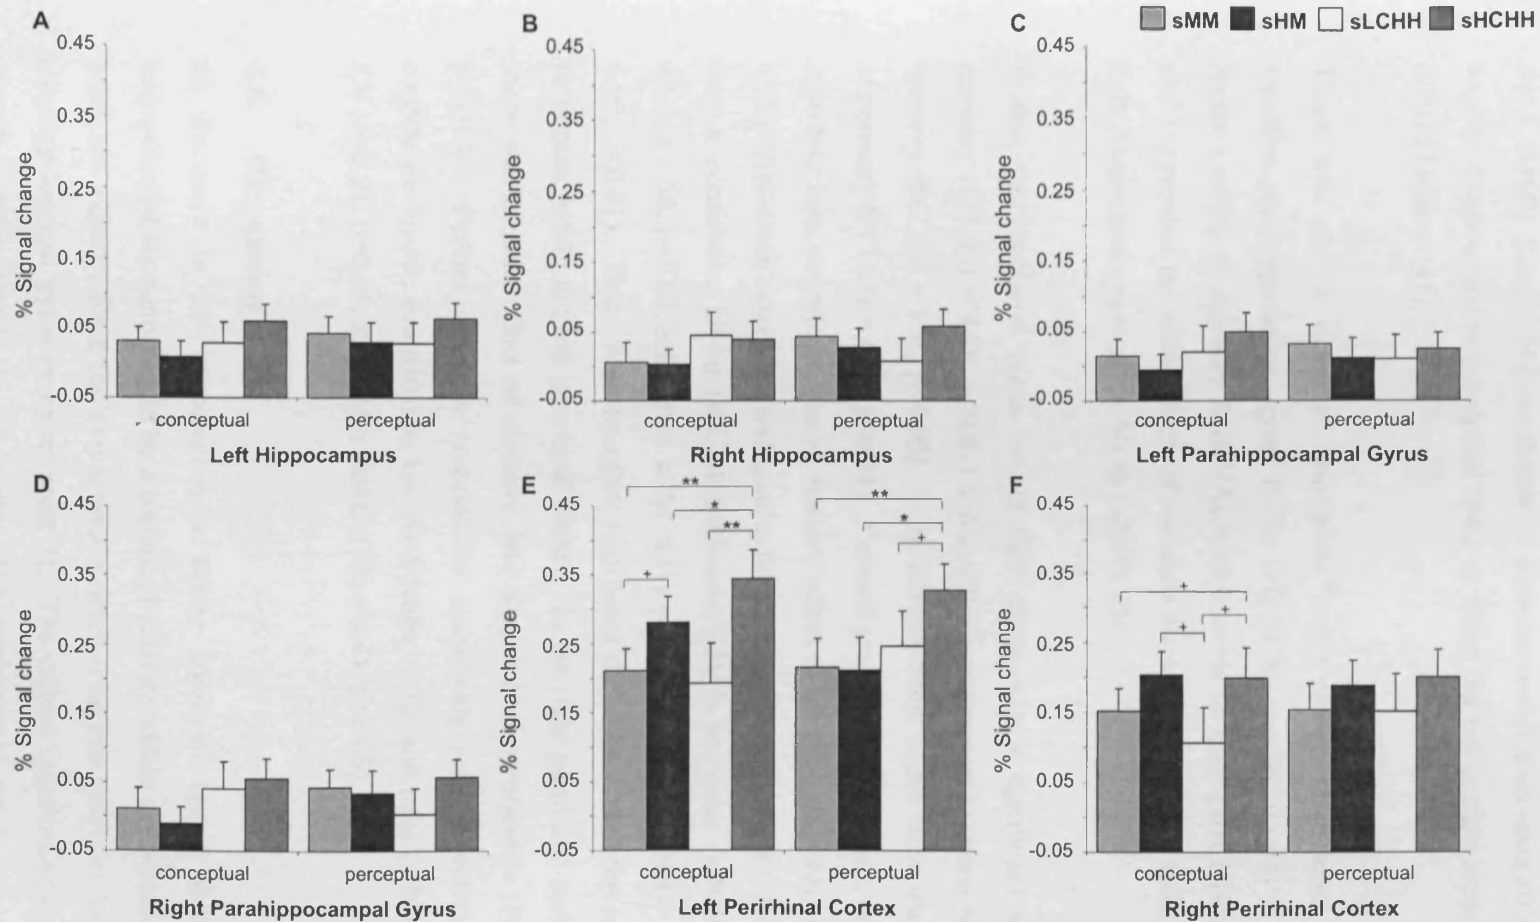 sMM sHM sLCHH sHCHH
A
0.45
0.35
0.25
0.15
0.05
-0.05
% Signal change
conceptual perceptual
Left Hippocampus
B
0.45
0.35
0.25
0.15
0.05
-0.05
% Signal change
conceptual perceptual
Right Hippocampus
C
0.45
0.35
0.25
0.15
0.05
-0.05
% Signal change
conceptual perceptual
Left Parahippocampal Gyrus
D
0.45
0.35
0.25
0.15
0.05
-0.05
% Signal change
conceptual perceptual
Right Parahippocampal Gyrus
E
0.45
0.35
0.25
0.15
0.05
-0.05
% Signal change
**
*
**
+
**
*
+
conceptual perceptual
Left Perirhinal Cortex
F
0.45
0.35
0.25
0.15
0.05
-0.05
% Signal change
+
+
+
conceptual perceptual
Right Perirhinal Cortex